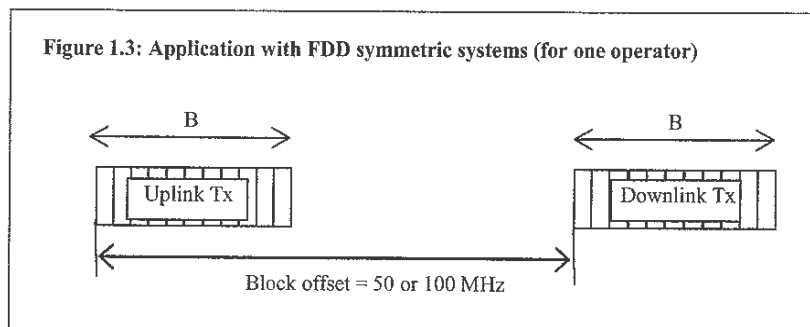 Figure 1.3: Application with FDD symmetric systems (for one operator)
B
B
Uplink Tx
Downlink Tx
Block offset = 50 or 100 MHz